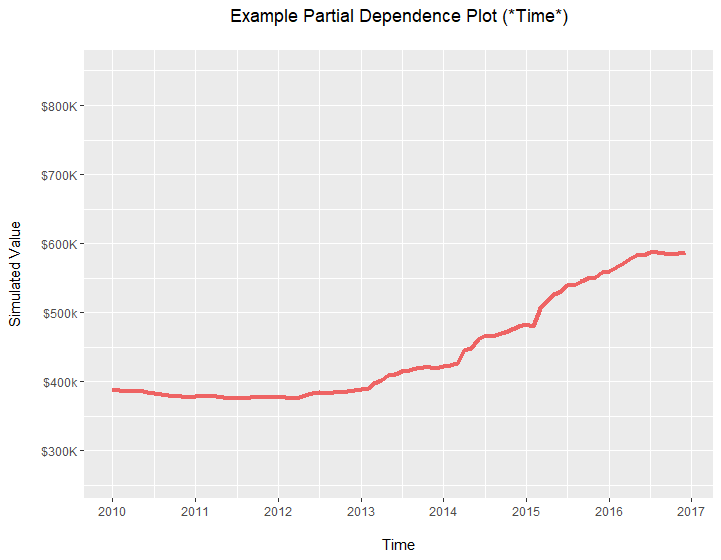 Example Partial Dependence Plot (*Time*)
Simulated Value
$800K
$700K
$600K
$500K
$400K
$300K
2010 2011 2012 2013 2014 2015 2016 2017
Time